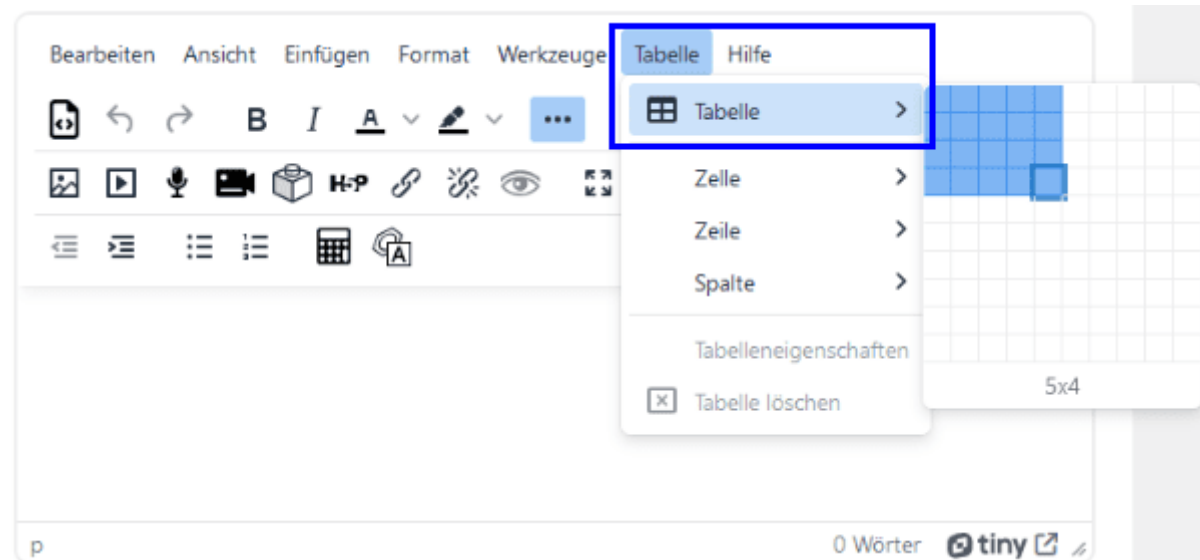 Bearbeiten Ansicht Einfügen Format Werkzeuge Tabelle Hilfe
B I A
Tabelle
H-P
Zelle
Zeile
A
Spalte
Tabelleneigenschaften
Tabelle löschen
5x4
p 0 Wörter tiny